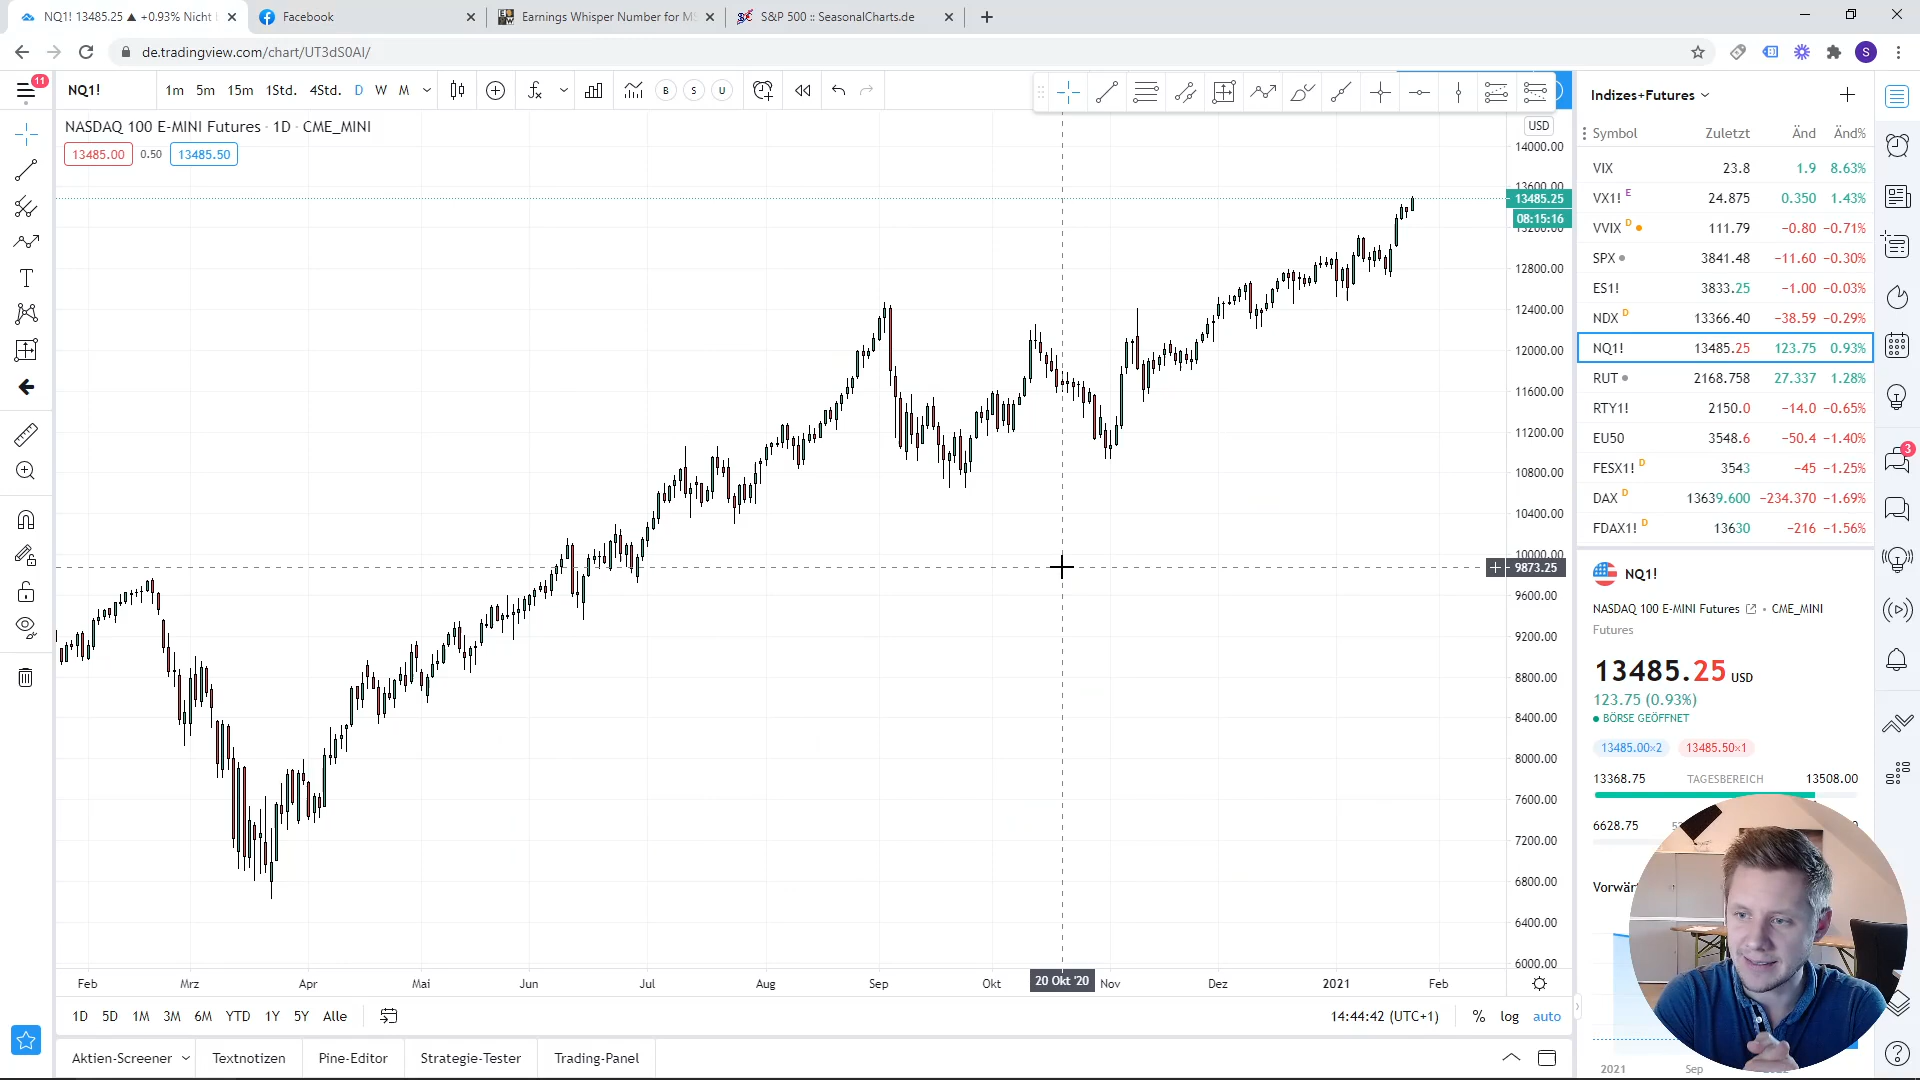 NQ1! 13485.25 ▲ +0.93% Nicht
Facebook
Earnings Whisper Number for MS
S&P 500 :: SeasonalCharts.de
de.tradingview.com/chart/UT3dS0AI/
S
11
NQ1!
1m 5m 15m 1Std. 4Std. D W M
B S U
Indizes+Futures
NASDAQ 100 E-MINI Futures · 1D · CME_MINI
13485.00 0.50 13485.50
USD
14000.00
13600.00
13485.25
08:15:16
13200.00
12800.00
12400.00
12000.00
11600.00
11200.00
10800.00
10400.00
10000.00
9873.25
9600.00
9200.00
8800.00
8400.00
8000.00
7600.00
7200.00
6800.00
6400.00
6000.00
Feb Mrz Apr Mai Jun Jul Aug Sep Okt 20 Okt '20 Nov Dez 2021 Feb
1D 5D 1M 3M 6M YTD 1Y 5Y Alle
14:44:42 (UTC+1) % log auto
Aktien-Screener Textnotizen Pine-Editor Strategie-Tester Trading-Panel
Symbol Zuletzt Änd Änd%
VIX 23.8 1.9 8.63%
VX1! E 24.875 0.350 1.43%
VVIX D 111.79 −0.80 −0.71%
SPX 3841.48 −11.60 −0.30%
ES1! 3833.25 −1.00 −0.03%
NDX D 13366.40 −38.59 −0.29%
NQ1! 13485.25 123.75 0.93%
RUT 2168.758 27.337 1.28%
RTY1! 2150.0 −14.0 −0.65%
EU50 3548.6 −50.4 −1.40%
FESX1! D 3543 −45 −1.25%
DAX D 13639.600 −234.370 −1.69%
FDAX1! D 13630 −216 −1.56%
3
NQ1!
NASDAQ 100 E-MINI Futures • CME_MINI
Futures
13485.25 USD
123.75 (0.93%)
BÖRSE GEÖFFNET
13485.00×2 13485.50×1
13368.75 TAGESBEREICH 13508.00
6628.75
2021 Sep